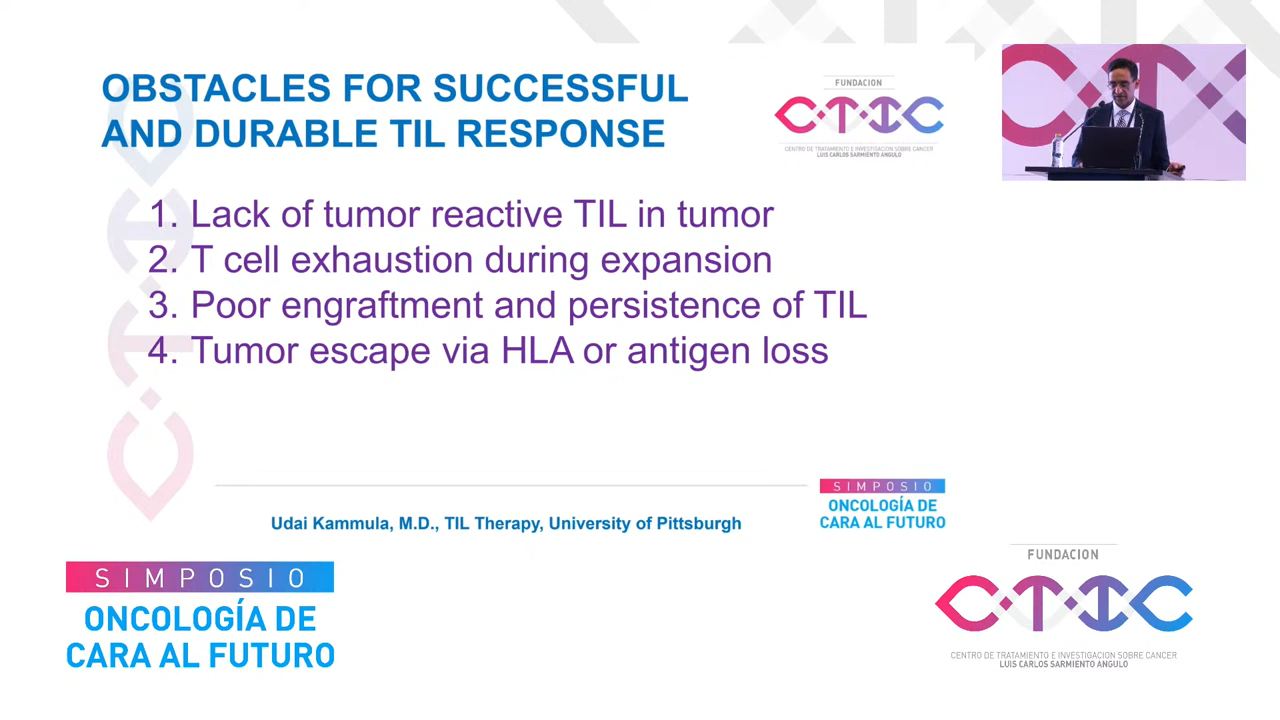 OBSTACLES FOR SUCCESSFUL
AND DURABLE TIL RESPONSE
1. Lack of tumor reactive TIL in tumor
2. T cell exhaustion during expansion
3. Poor engraftment and persistence of TIL
4. Tumor escape via HLA or antigen loss
FUNDACION
CTIC
CENTRO DE TRATAMIENTO E INVESTIGACION SOBRE CANCER
LUIS CARLOS SARMIENTO ANGULO
Udai Kammula, M.D., TIL Therapy, University of Pittsburgh
SIMPOSIO
ONCOLOGÍA DE
CARA AL FUTURO
SIMPOSIO
ONCOLOGÍA DE
CARA AL FUTURO
FUNDACION
CTIC
CENTRO DE TRATAMIENTO E INVESTIGACION SOBRE CANCER
LUIS CARLOS SARMIENTO ANGULO